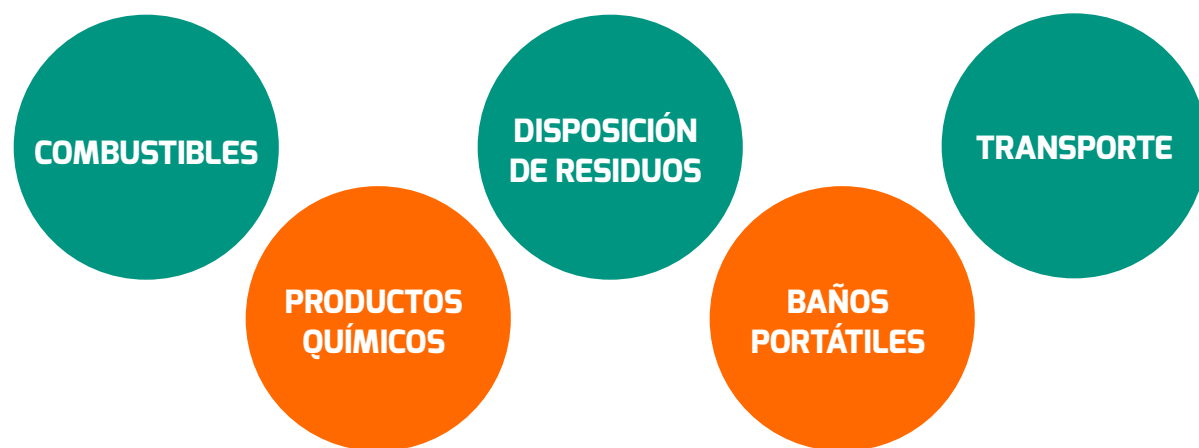 COMBUSTIBLES
PRODUCTOS
QUÍMICOS
DISPOSICIÓN
DE RESIDUOS
BAÑOS
PORTÁTILES
TRANSPORTE